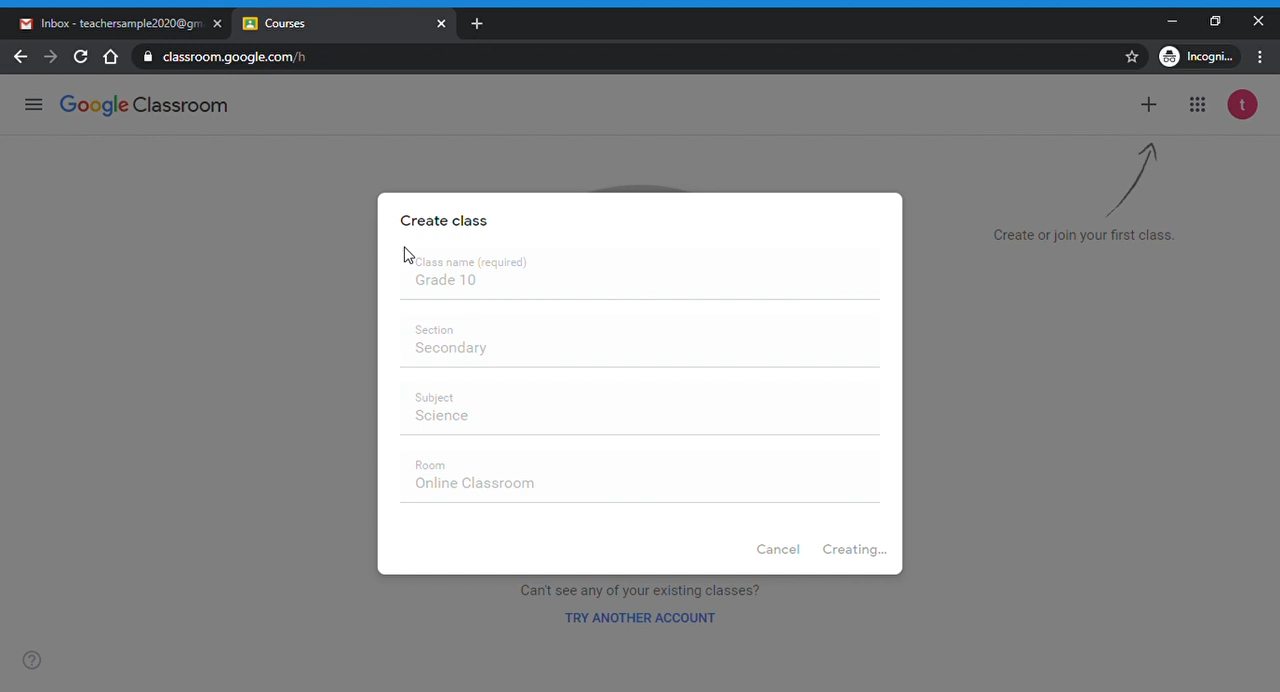 Inbox - teachersample2020@gm
Courses
classroom.google.com/h
Incogni...
Google Classroom
t
Create or join your first class.
Create class
Class name (required)
Grade 10
Section
Secondary
Subject
Science
Room
Online Classroom
Cancel
Creating...
Can't see any of your existing classes?
TRY ANOTHER ACCOUNT